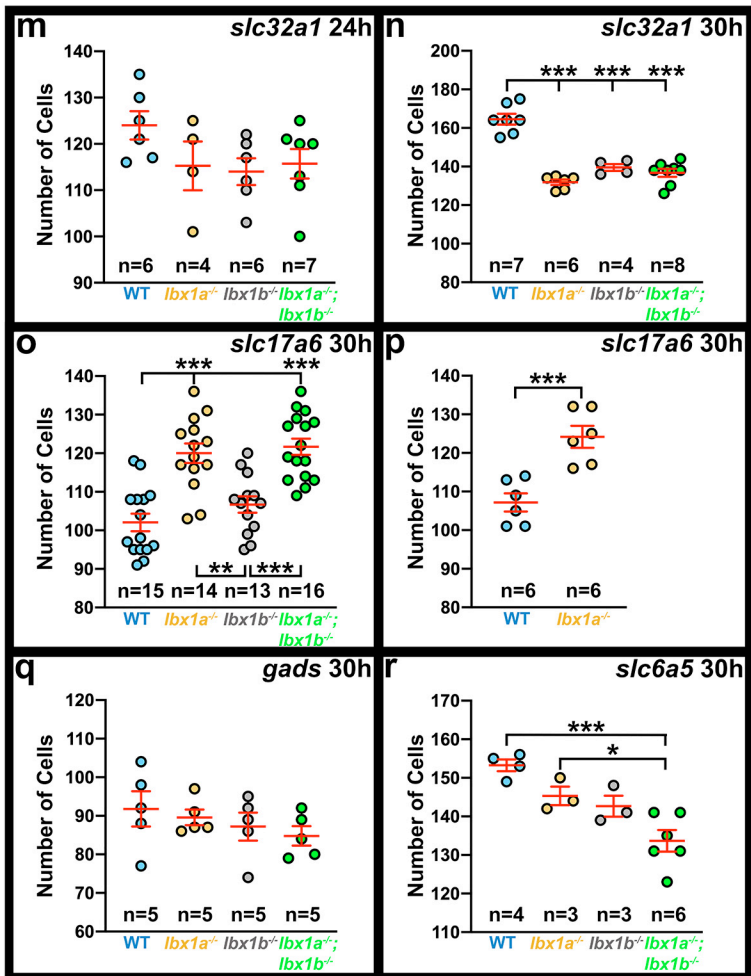 m
slc32a1 24h
Number of Cells
140
130
120
110
100
90
n=6 n=4 n=6 n=7
WT lbx1a-/- lbx1b-/- lbx1a-/-;
lbx1b-/-
n
slc32a1 30h
Number of Cells
200
180
160
140
120
100
80
*** *** ***
n=7 n=6 n=4 n=8
WT lbx1a-/- lbx1b-/- lbx1a-/-;
lbx1b-/-
o
slc17a6 30h
Number of Cells
140
130
120
110
100
90
80
*** ***
** ***
n=15 n=14 n=13 n=16
WT lbx1a-/- lbx1b-/- lbx1a-/-;
lbx1b-/-
p
slc17a6 30h
Number of Cells
140
130
120
110
100
90
80
***
n=6 n=6
WT lbx1a-/-
q
gads 30h
Number of Cells
120
110
100
90
80
70
60
n=5 n=5 n=5 n=5
WT lbx1a-/- lbx1b-/- lbx1a-/-;
lbx1b-/-
r
slc6a5 30h
Number of Cells
170
160
150
140
130
120
110
***
*
n=4 n=3 n=3 n=6
WT lbx1a-/- lbx1b-/- lbx1a-/-;
lbx1b-/-